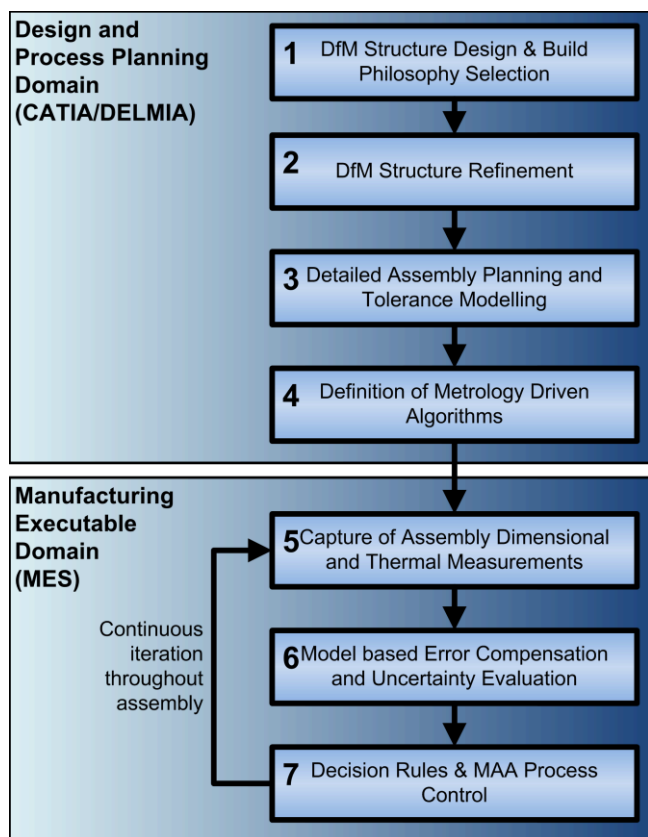 Design and
Process Planning
Domain
(CATIA/DELMIA)
1 DfM Structure Design & Build
Philosophy Selection
2 DfM Structure Refinement
3 Detailed Assembly Planning and
Tolerance Modelling
4 Definition of Metrology Driven
Algorithms
Manufacturing
Executable
Domain
(MES)
5 Capture of Assembly Dimensional
and Thermal Measurements
Continuous
iteration
throughout
assembly
6 Model based Error Compensation
and Uncertainty Evaluation
7 Decision Rules & MAA Process
Control